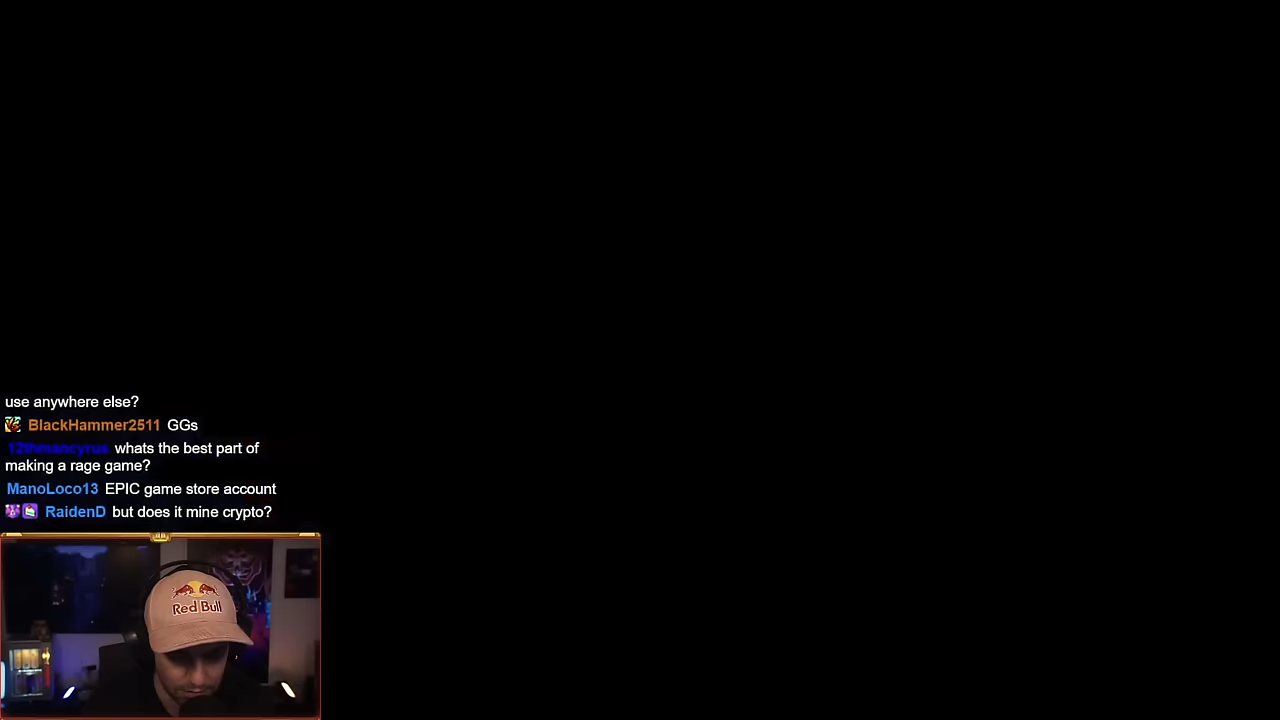 use anywhere else?
BlackHammer2511 GGs
12thmancyrus whats the best part of
making a rage game?
ManoLoco13 EPIC game store account
RaidenD but does it mine crypto?
Red Bull